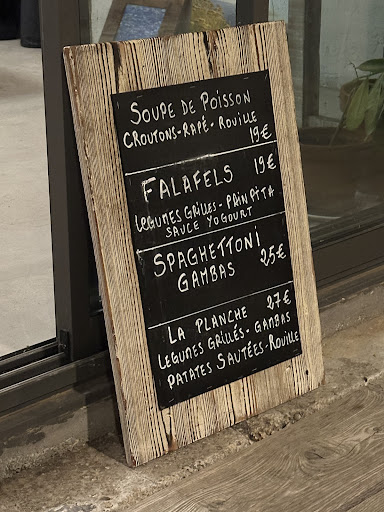 SOUPE DE POISSON
CROUTONS-RAPÉ-ROUILLE
19€
FALAFELS 19€
LEGUMES GRILLES-PAIN PITA
SAUCE YOGOURT
SPAGHETTONI
GAMBAS 25€
LA PLANCHE 27€
LEGUMES GRILLÉS-GAMBAS
PATATES SAUTÉES-ROUILLE